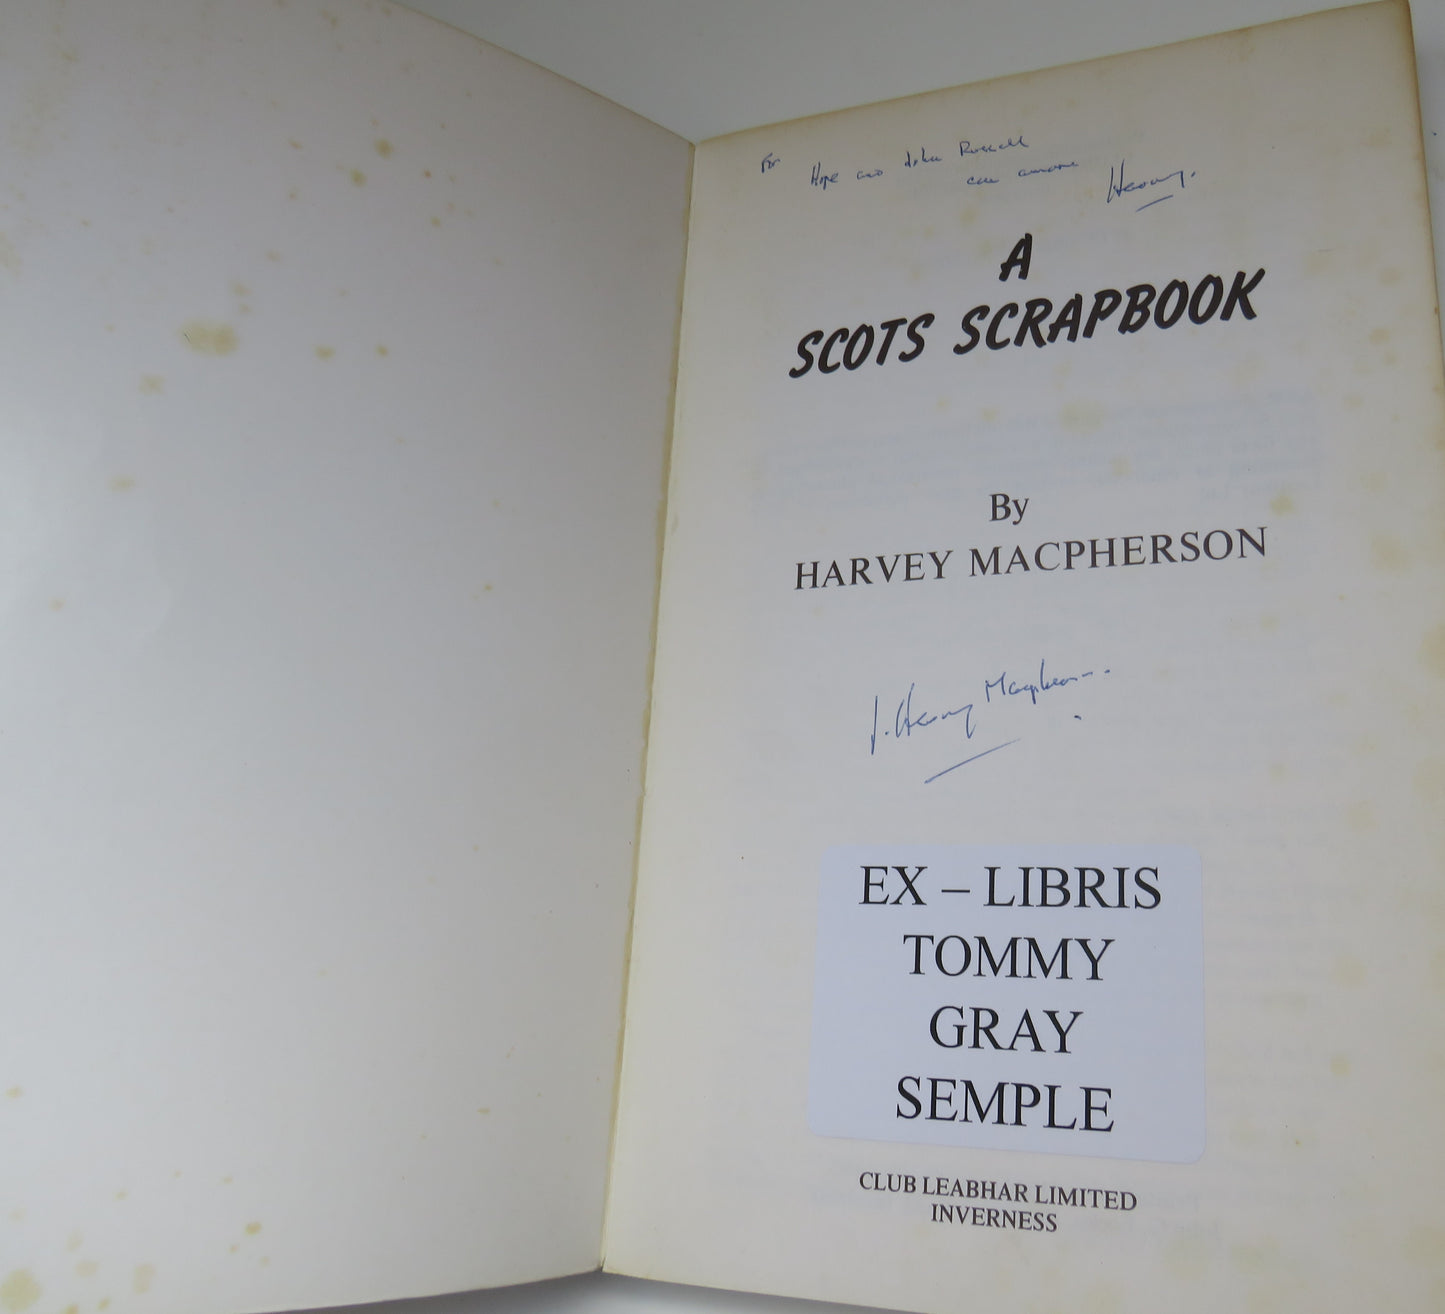 For Hope and John Russell
con amore Harvey.
A
SCOTS SCRAPBOOK
By
HARVEY MACPHERSON
J. Harvey Macpherson.
EX – LIBRIS
TOMMY
GRAY
SEMPLE
CLUB LEABHAR LIMITED
INVERNESS